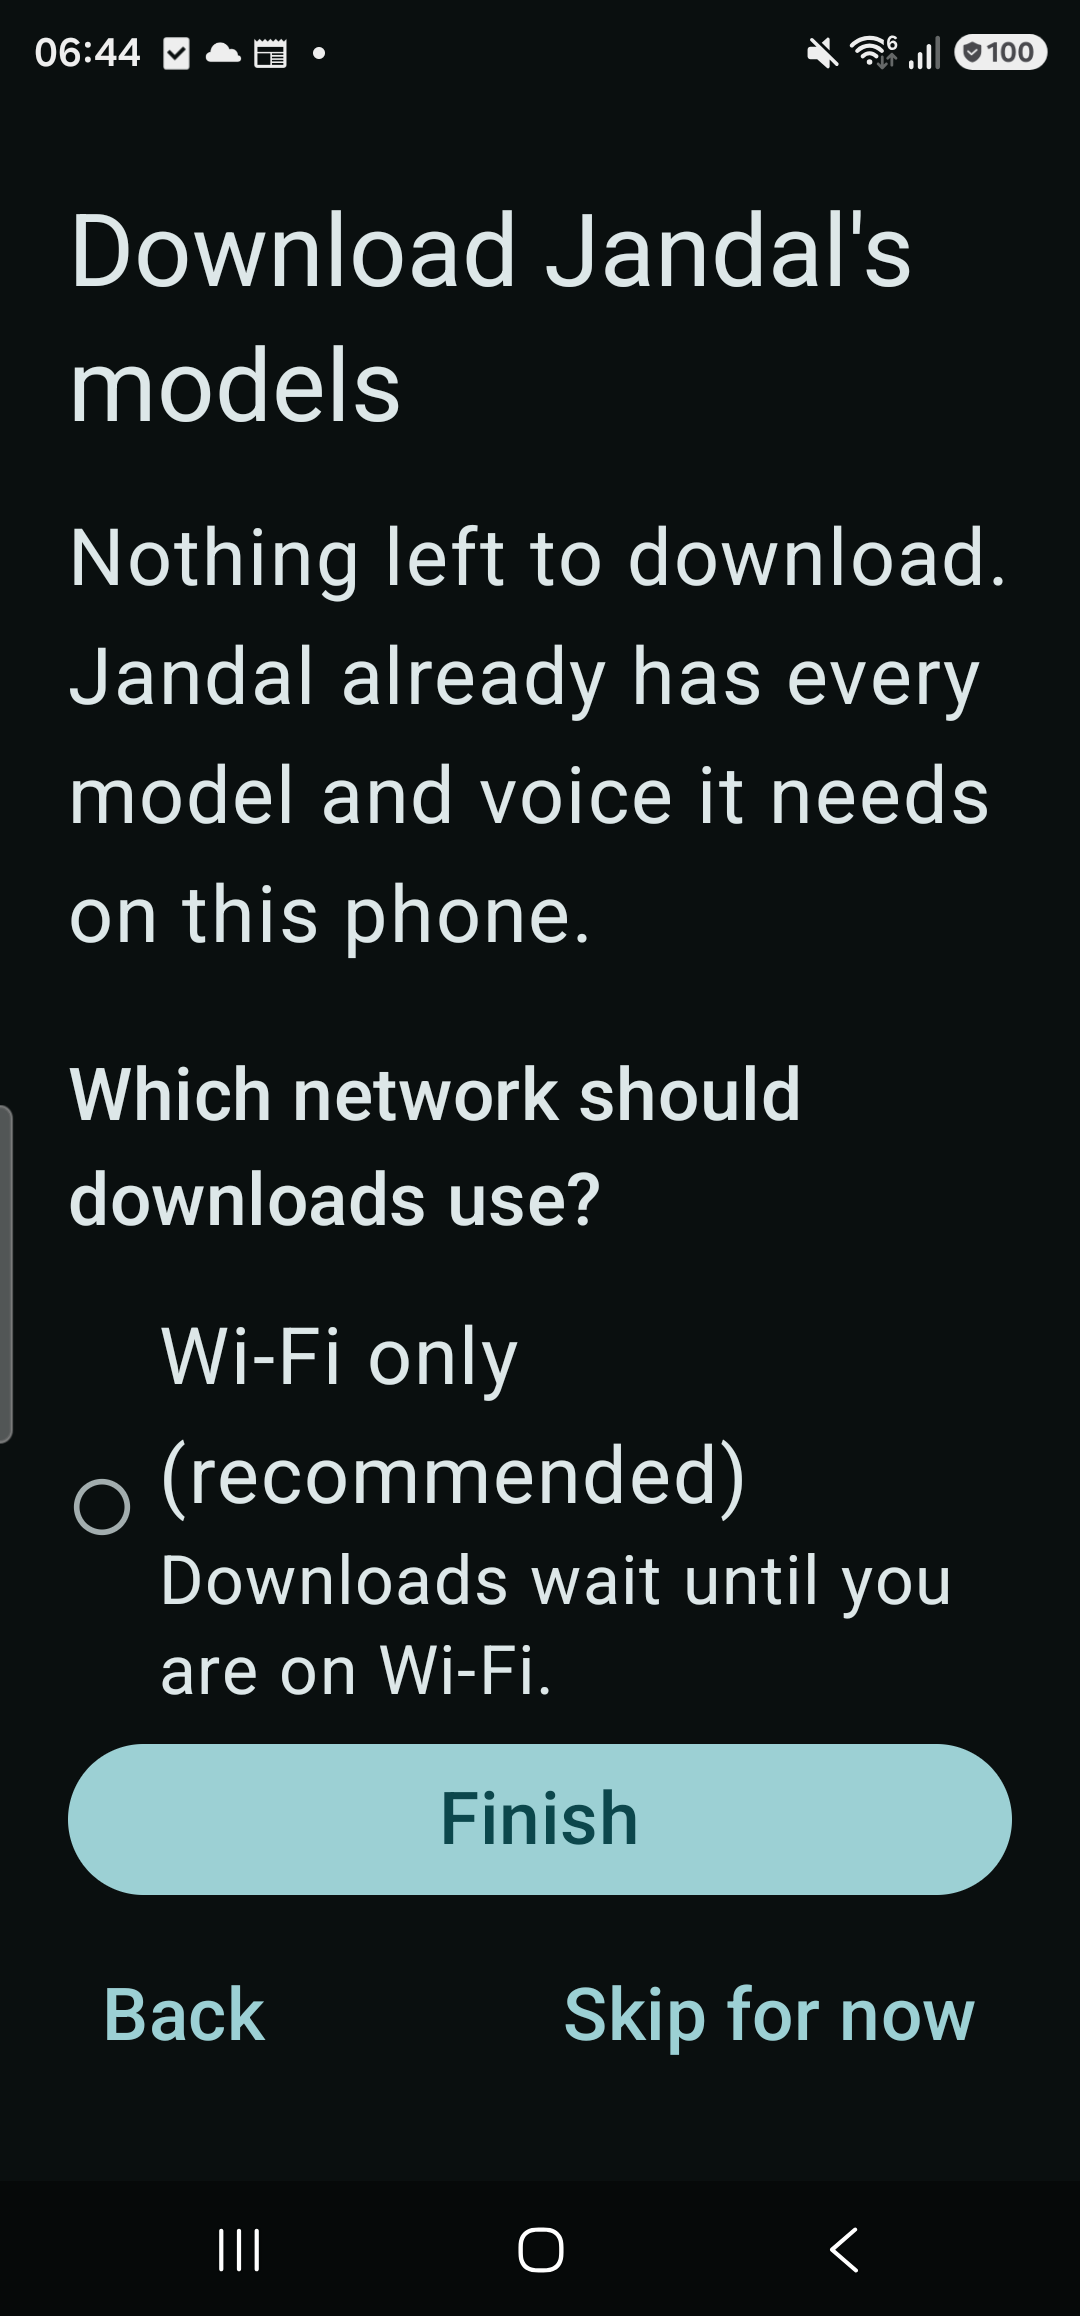 06:44
6
100
Download Jandal's
models
Nothing left to download.
Jandal already has every
model and voice it needs
on this phone.
Which network should
downloads use?
Wi-Fi only
(recommended)
Downloads wait until you
are on Wi-Fi.
Finish
Back
Skip for now